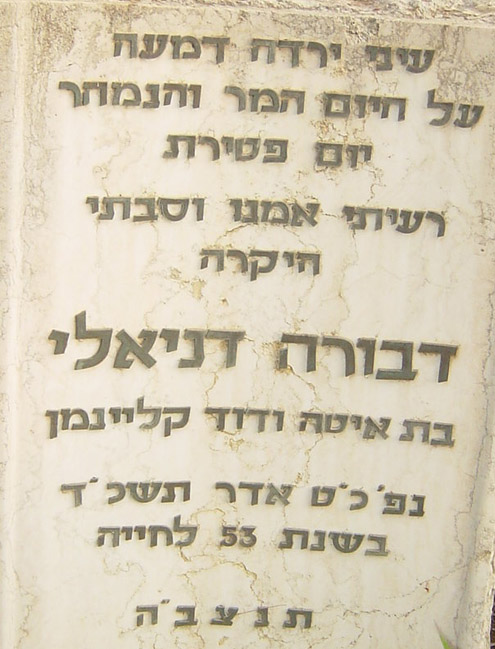 עיני ירדה דמעה
על היום המר והנמהר
יום פטירת
רעיתי אמנו וסבתי
היקרה
דבורה דניאלי
בת איטה ודוד קליינמן
נפ' כ"ט אדר תשכ"ד
בשנת 53 לחייה
ת נ צ ב" ה